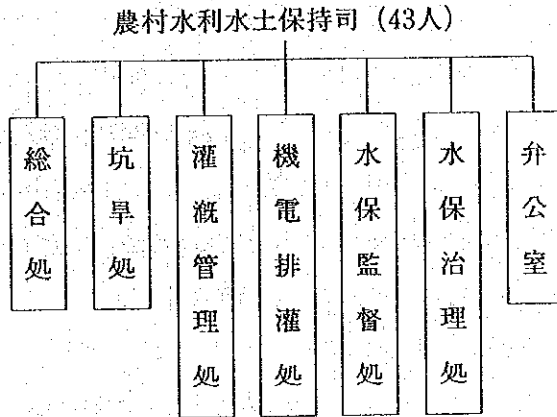 農村水利水土保持司（43人）
総合処
坑旱処
灌漑管理処
機電排灌処
水保監督処
水保治理処
弁公室